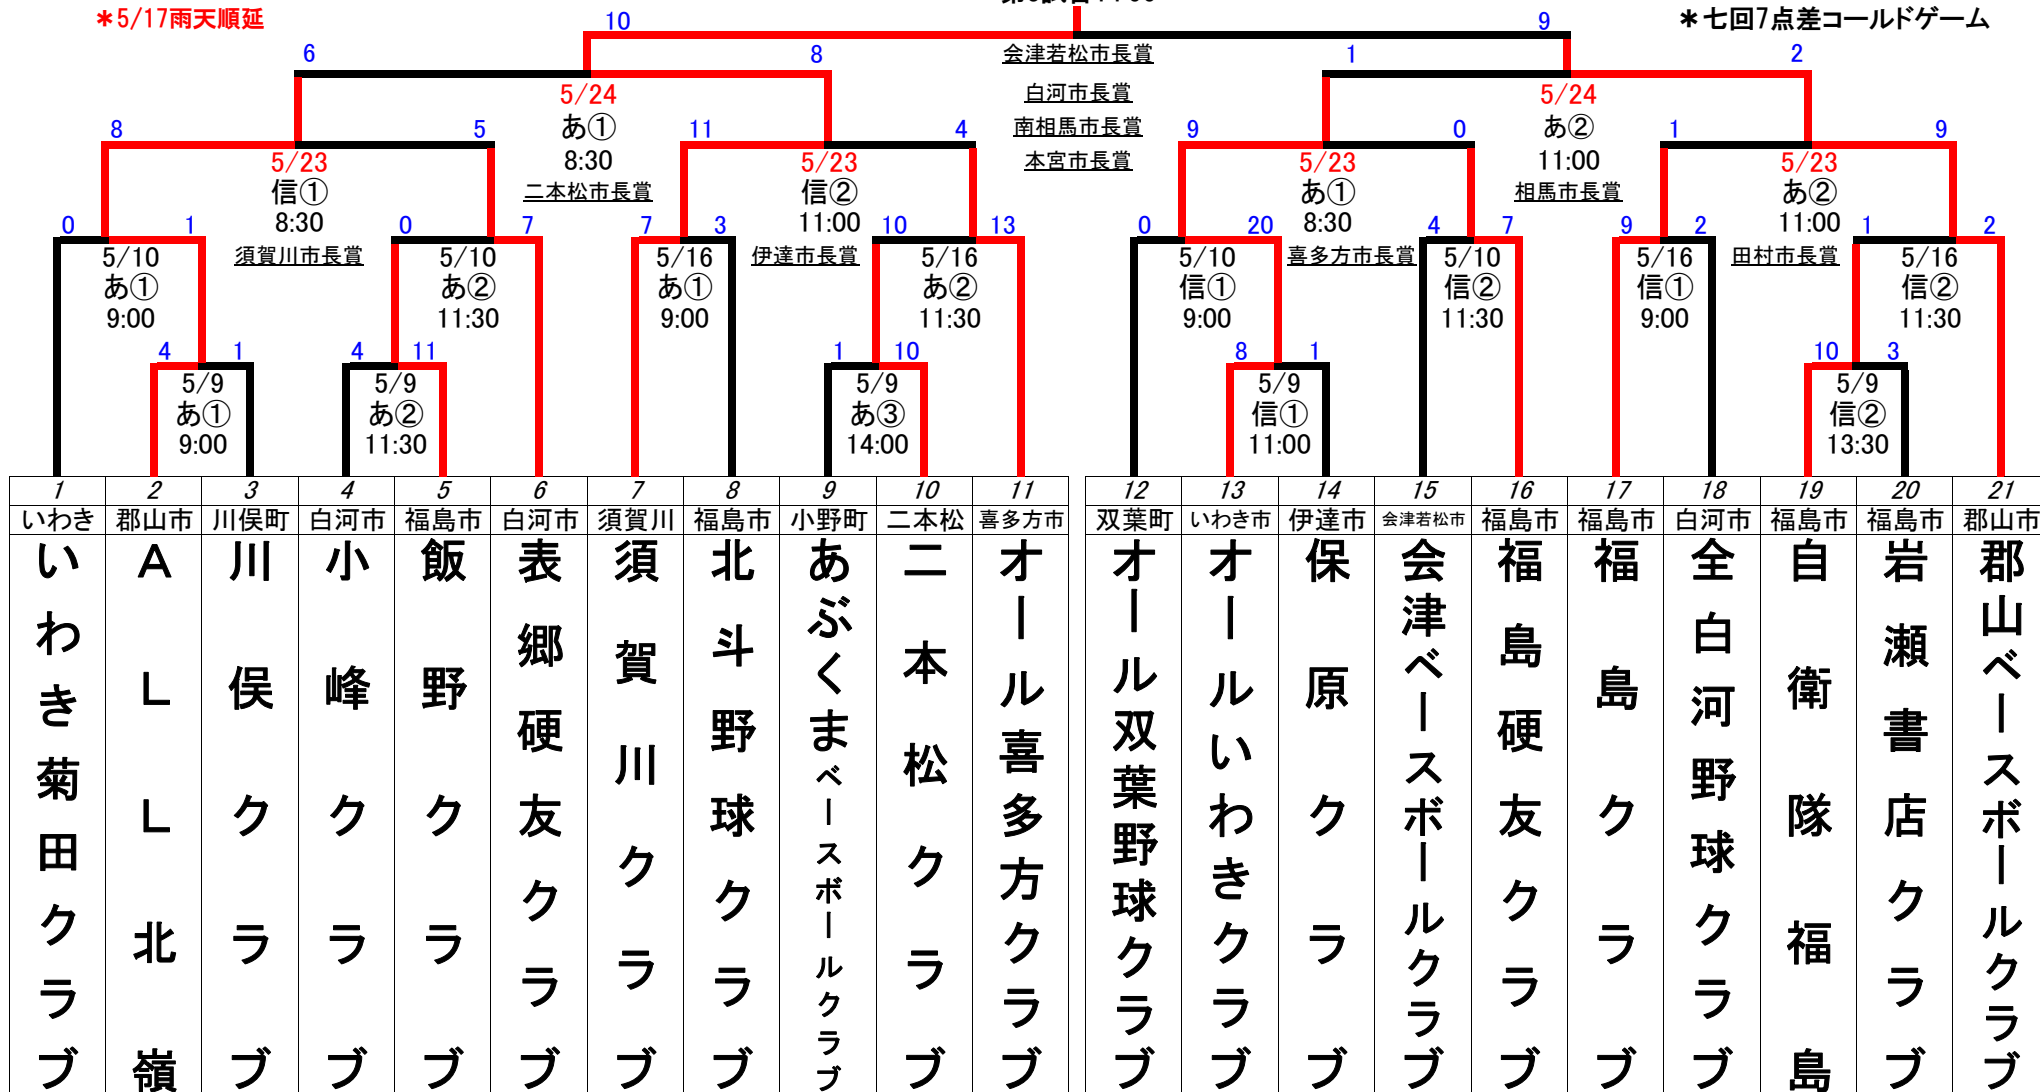 第3試合14:00
＊5/17雨天順延
＊七回7点差コールドゲーム
10 9
6 8 会津若松市長賞 1 2
5/24 白河市長賞 5/24
8 5 あ① 11 4 南相馬市長賞 9 0 あ② 1 9
5/23 8:30 5/23 本宮市長賞 5/23 11:00 5/23
信① 二本松市長賞 信② あ① 相馬市長賞 あ②
8:30 11:00 8:30 11:00
0 1 0 7 7 3 10 13 0 20 4 7 9 2 1 2
5/10 須賀川市長賞 5/10 5/16 伊達市長賞 5/16 5/10 喜多方市長賞 5/10 5/16 田村市長賞 5/16
あ① あ② あ① あ② 信① 信② 信① 信②
9:00 11:30 9:00 11:30 9:00 11:30 9:00 11:30
4 1 4 11 1 10 8 1 10 3
5/9 5/9 5/9 5/9 5/9
あ① あ② あ③ 信① 信②
9:00 11:30 14:00 11:00 13:30
1 2 3 4 5 6 7 8 9 10 11 12 13 14 15 16 17 18 19 20 21
いわき 郡山市 川俣町 白河市 福島市 白河市 須賀川 福島市 小野町 二本松 喜多方市 双葉町 いわき市 伊達市 会津若松市 福島市 福島市 白河市 福島市 福島市 郡山市
いわき菊田クラブ
ＡＬＬ北嶺
川俣クラブ
小峰クラブ
飯野クラブ
表郷硬友クラブ
須賀川クラブ
北斗野球クラブ
あぶくまベースボールクラブ
二本松クラブ
オール喜多方クラブ
オール双葉野球クラブ
オールいわきクラブ
保原クラブ
会津ベースボールクラブ
福島硬友クラブ
福島クラブ
全白河野球クラブ
自衛隊福島
岩瀬書店クラブ
郡山ベースボールクラブ